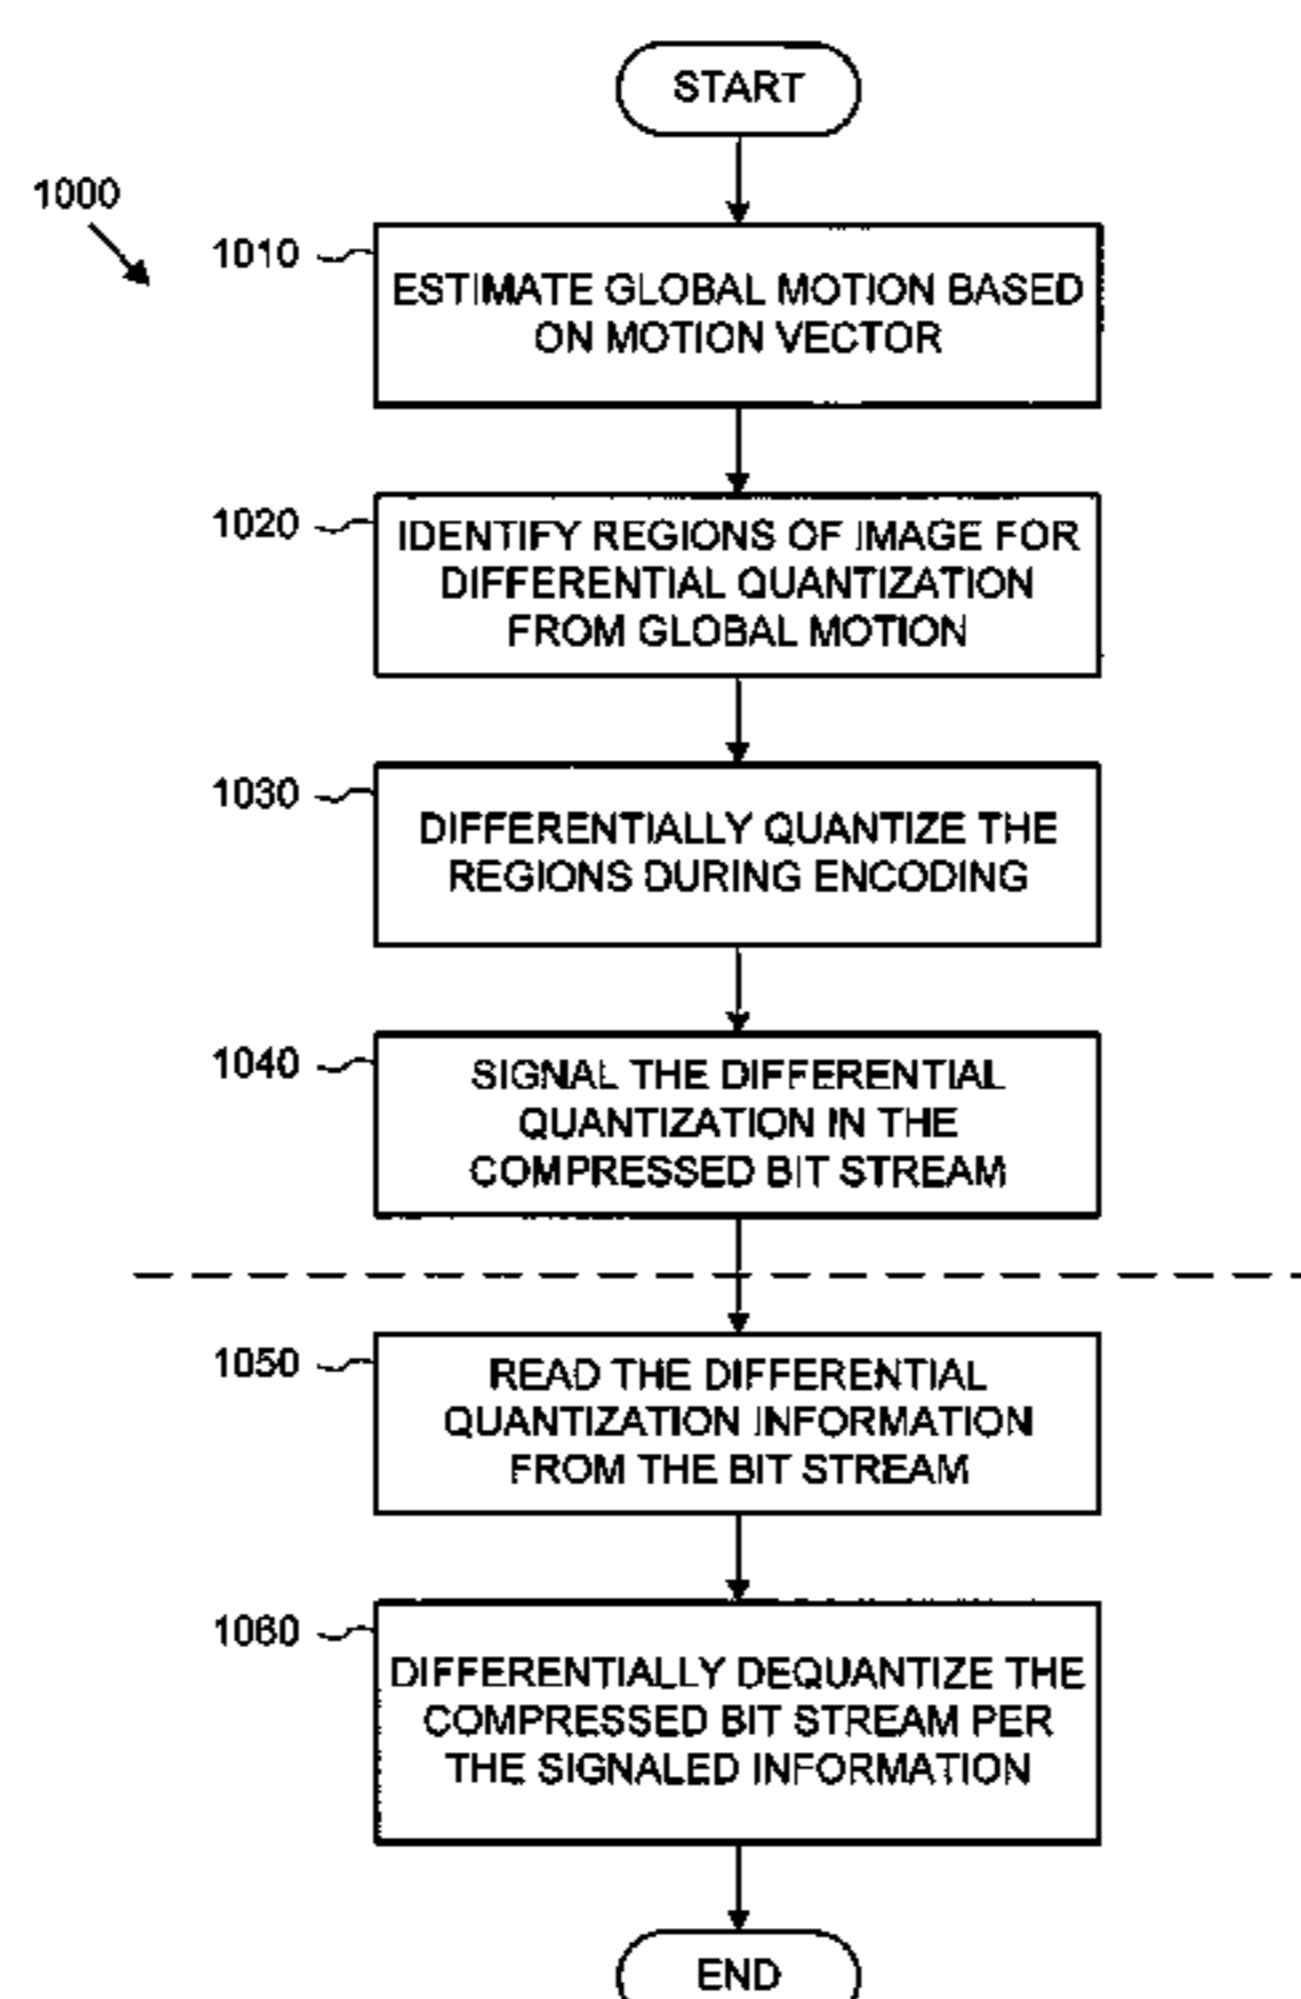 START
1000
1010
ESTIMATE GLOBAL MOTION BASED
ON MOTION VECTOR
1020
IDENTIFY REGIONS OF IMAGE FOR
DIFFERENTIAL QUANTIZATION
FROM GLOBAL MOTION
1030
DIFFERENTIALLY QUANTIZE THE
REGIONS DURING ENCODING
1040
SIGNAL THE DIFFERENTIAL
QUANTIZATION IN THE
COMPRESSED BIT STREAM
1050
READ THE DIFFERENTIAL
QUANTIZATION INFORMATION
FROM THE BIT STREAM
1060
DIFFERENTIALLY DEQUANTIZE THE
COMPRESSED BIT STREAM PER
THE SIGNALED INFORMATION
END